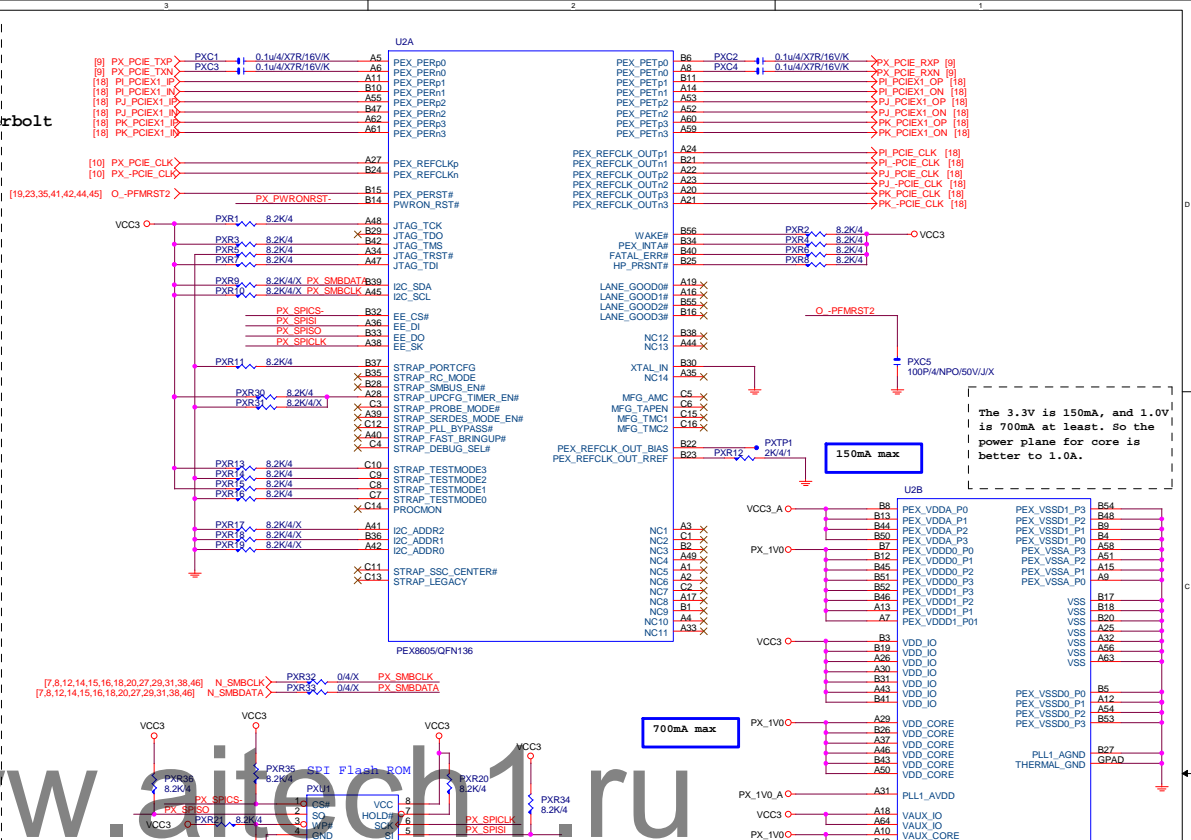 3 2 1
U2A
[9] PX_PCIE_TXP PXC1 0.1u/4/X7R/16V/K A5 PEX_PERp0 PEX_PETp0 B6 PXC2 0.1u/4/X7R/16V/K PX_PCIE_RXP [9]
[9] PX_PCIE_TXN PXC3 0.1u/4/X7R/16V/K A6 PEX_PERn0 PEX_PETn0 A8 PXC4 0.1u/4/X7R/16V/K PX_PCIE_RXN [9]
[18] PI_PCIEX1_IP A11 PEX_PERp1 PEX_PETp1 B11 PI_PCIEX1_OP [18]
[18] PI_PCIEX1_IN B10 PEX_PERn1 PEX_PETn1 A14 PI_PCIEX1_ON [18]
[18] PJ_PCIEX1_IP A55 PEX_PERp2 PEX_PETp2 A53 PJ_PCIEX1_OP [18]
[18] PJ_PCIEX1_IN B47 PEX_PERn2 PEX_PETn2 A52 PJ_PCIEX1_ON [18]
[18] PK_PCIEX1_IP A62 PEX_PERp3 PEX_PETp3 A60 PK_PCIEX1_OP [18]
[18] PK_PCIEX1_IN A61 PEX_PERn3 PEX_PETn3 A59 PK_PCIEX1_ON [18]
rbolt
PEX_REFCLK_OUTp1 A24 PI_PCIE_CLK [18]
[10] PX_PCIE_CLK A27 PEX_REFCLKp PEX_REFCLK_OUTn1 B21 PI_-PCIE_CLK [18]
[10] PX_-PCIE_CLK B24 PEX_REFCLKn PEX_REFCLK_OUTp2 A22 PJ_PCIE_CLK [18]
PEX_REFCLK_OUTn2 A23 PJ_-PCIE_CLK [18]
[19,23,35,41,42,44,45] O_-PFMRST2 B15 PEX_PERST# PEX_REFCLK_OUTp3 A20 PK_PCIE_CLK [18]
PX_PWRONRST- B14 PWRON_RST# PEX_REFCLK_OUTn3 A21 PK_-PCIE_CLK [18]
D
VCC3 PXR1 8.2K/4 A48 JTAG_TCK
B29 JTAG_TDO WAKE# B56 PXR2 8.2K/4 VCC3
PXR3 8.2K/4 B42 JTAG_TMS PEX_INTA# B34 PXR4 8.2K/4
PXR5 8.2K/4 A34 JTAG_TRST# FATAL_ERR# B40 PXR6 8.2K/4
PXR7 8.2K/4 A47 JTAG_TDI HP_PRSNT# B25 PXR8 8.2K/4
PXR9 8.2K/4/X PX_SMBDATA B39 I2C_SDA LANE_GOOD0# A19
PXR10 8.2K/4/X PX_SMBCLK A45 I2C_SCL LANE_GOOD1# A16
LANE_GOOD2# B55
PX_SPICS- B32 EE_CS# LANE_GOOD3# B16 O_-PFMRST2
PX_SPISI A36 EE_DI
PX_SPISO B33 EE_DO NC12 B38
PX_SPICLK A38 EE_SK NC13 A44
PXR11 8.2K/4 B37 STRAP_PORTCFG XTAL_IN B30 PXC5
B35 STRAP_RC_MODE NC14 A35 100P/4/NPO/50V/J/X
B28 STRAP_SMBUS_EN#
PXR30 8.2K/4 A28 STRAP_UPCFG_TIMER_EN# MFG_AMC C5
PXR31 8.2K/4/X C3 STRAP_PROBE_MODE# MFG_TAPEN C6
A39 STRAP_SERDES_MODE_EN# MFG_TMC1 C15
C12 STRAP_PLL_BYPASS# MFG_TMC2 C16
A40 STRAP_FAST_BRINGUP#
C4 STRAP_DEBUG_SEL# PEX_REFCLK_OUT_BIAS B22 PXTP1
PEX_REFCLK_OUT_RREF B23 PXR12 2K/4/1
The 3.3V is 150mA, and 1.0V
is 700mA at least. So the
power plane for core is
better to 1.0A.
150mA max
PXR13 8.2K/4 C10 STRAP_TESTMODE3
PXR14 8.2K/4 C9 STRAP_TESTMODE2
PXR15 8.2K/4 C8 STRAP_TESTMODE1
PXR16 8.2K/4 C7 STRAP_TESTMODE0
C14 PROCMON
PXR17 8.2K/4/X A41 I2C_ADDR2 NC1 A3
PXR18 8.2K/4/X B36 I2C_ADDR1 NC2 C1
PXR19 8.2K/4/X A42 I2C_ADDR0 NC3 B2
NC4 A49
C11 STRAP_SSC_CENTER# NC5 A1
C13 STRAP_LEGACY NC6 A2
NC7 C2
NC8 A17
NC9 B1
NC10 A4
NC11 A33
PEX8605/QFN136
U2B
VCC3_A B8 PEX_VDDA_P0 PEX_VSSD1_P3 B54
B13 PEX_VDDA_P1 PEX_VSSD1_P2 B48
B44 PEX_VDDA_P2 PEX_VSSD1_P1 B9
B50 PEX_VDDA_P3 PEX_VSSD1_P0 B4
PX_1V0 B7 PEX_VDDD0_P0 PEX_VSSA_P3 A58
B12 PEX_VDDD0_P1 PEX_VSSA_P2 A51
B45 PEX_VDDD0_P2 PEX_VSSA_P1 A15
B51 PEX_VDDD0_P3 PEX_VSSA_P0 A9
B52 PEX_VDDD1_P3
B46 PEX_VDDD1_P2 VSS B17
A13 PEX_VDDD1_P1 VSS B18
A7 PEX_VDDD1_P01 VSS B20
VSS A25
VCC3 B3 VDD_IO VSS A32
B19 VDD_IO VSS A56
A26 VDD_IO VSS A63
A30 VDD_IO
B31 VDD_IO
A43 VDD_IO PEX_VSSD0_P0 B5
B41 VDD_IO PEX_VSSD0_P1 A12
PEX_VSSD0_P2 A54
PX_1V0 A29 VDD_CORE PEX_VSSD0_P3 B53
B26 VDD_CORE
A37 VDD_CORE
A46 VDD_CORE PLL1_AGND B27
B43 VDD_CORE THERMAL_GND GPAD
A50 VDD_CORE
PX_1V0_A A31 PLL1_AVDD
VCC3 A18 VAUX_IO
A64 VAUX_IO
PX_1V0 A10 VAUX_CORE
C
[7,8,12,14,15,16,18,20,27,29,31,38,46] N_SMBCLK PXR32 0/4/X PX_SMBCLK
[7,8,12,14,15,16,18,20,27,29,31,38,46] N_SMBDATA PXR33 0/4/X PX_SMBDATA
700mA max
VCC3 VCC3 VCC3 VCC3
PXR36 8.2K/4
PXR35 8.2K/4
SPI Flash ROM
PXR20 8.2K/4
PXR34 8.2K/4
PXU1
PX_SPICS- 1 CS# VCC 8
PX_SPISO 2 SO HOLD# 7
VCC3 PXR21 8.2K/4 3 WP# SCK 6 PX_SPICLK
4 GND SI 5 PX_SPISI
w.aitech1.ru